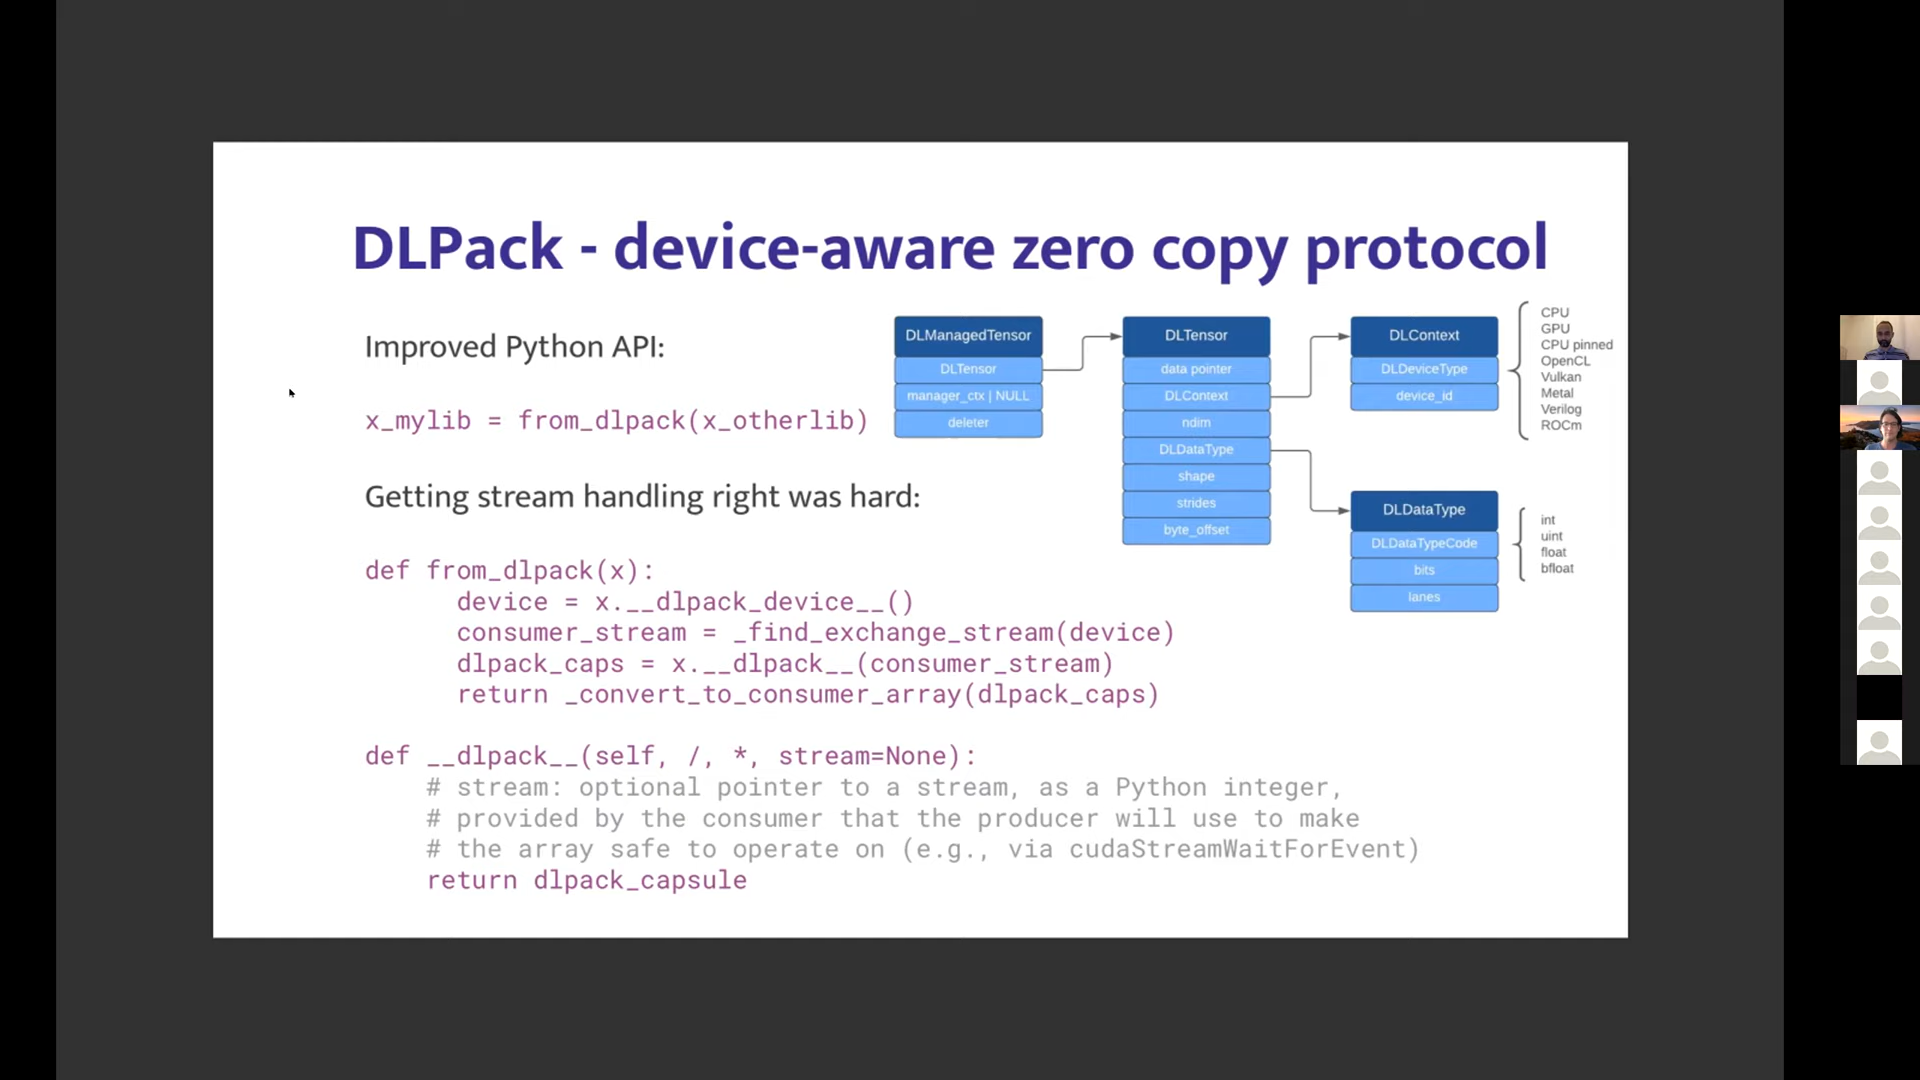 DLPack - device-aware zero copy protocol
Improved Python API:
x_mylib = from_dlpack(x_otherlib)
Getting stream handling right was hard:
def from_dlpack(x):
device = x.__dlpack_device__()
consumer_stream = _find_exchange_stream(device)
dlpack_caps = x.__dlpack__(consumer_stream)
return _convert_to_consumer_array(dlpack_caps)
def __dlpack__(self, /, *, stream=None):
# stream: optional pointer to a stream, as a Python integer,
# provided by the consumer that the producer will use to make
# the array safe to operate on (e.g., via cudaStreamWaitForEvent)
return dlpack_capsule
DLManagedTensor
DLTensor
manager_ctx | NULL
deleter
DLTensor
data pointer
DLContext
ndim
DLDataType
shape
strides
byte_offset
DLContext
DLDeviceType
device_id
CPU
GPU
CPU pinned
OpenCL
Vulkan
Metal
Verilog
ROCm
DLDataType
DLDataTypeCode
bits
lanes
int
uint
float
bfloat